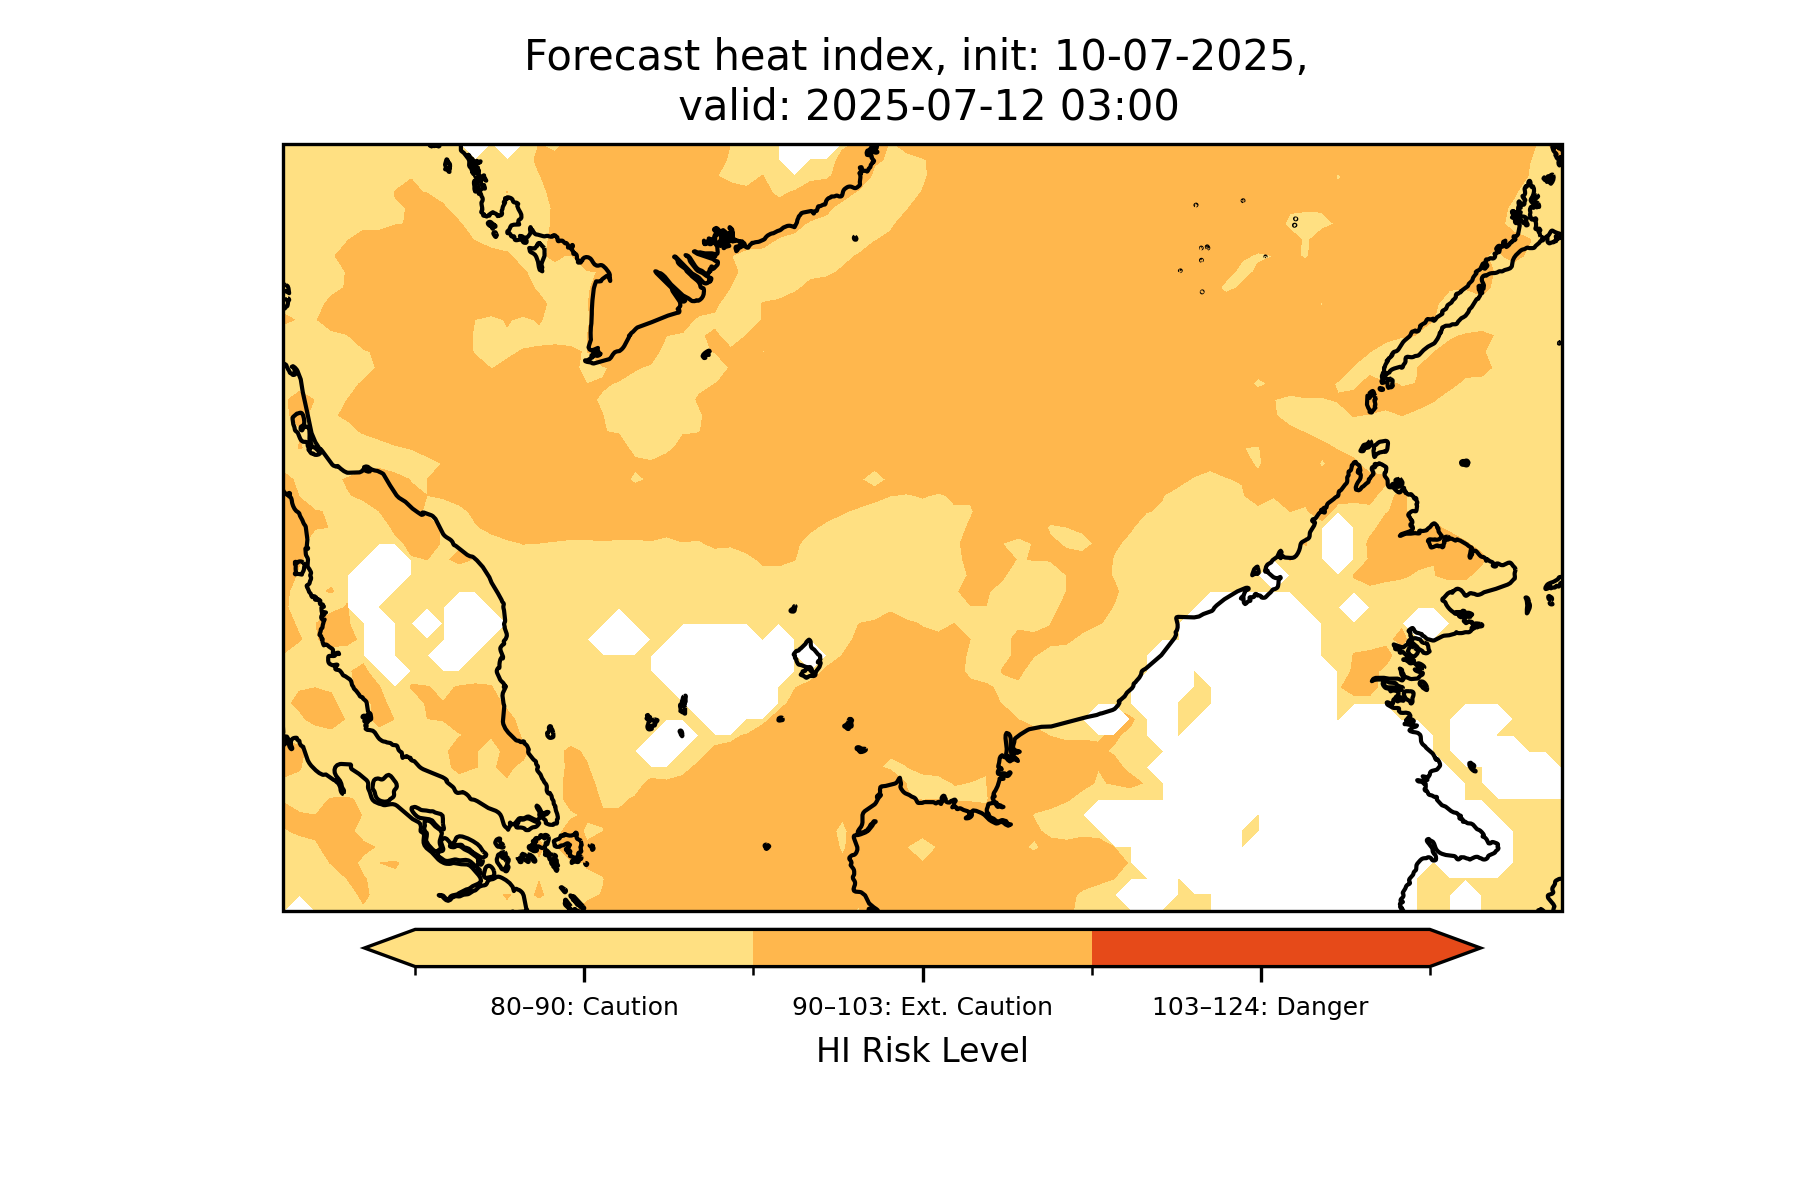 Forecast heat index, init: 10-07-2025,
valid: 2025-07-12 03:00
80–90: Caution
90–103: Ext. Caution
103–124: Danger
HI Risk Level